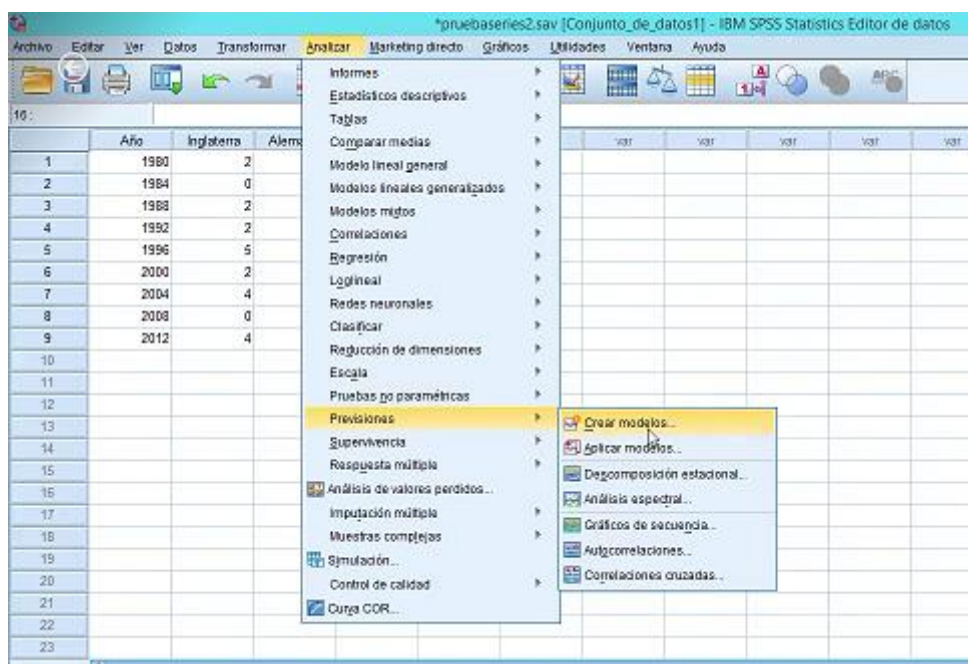 *pruebaseries2.sav [Conjunto_de_datos1] - IBM SPSS Statistics Editor de datos
Archivo Editar Ver Datos Transformar Analizar Marketing directo Gráficos Utilidades Ventana Ayuda
16 :
Año Inglaterra Alema var var var var var
1 1980 2
2 1984 0
3 1988 2
4 1992 2
5 1996 5
6 2000 2
7 2004 4
8 2008 0
9 2012 4
10
11
12
13
14
15
16
17
18
19
20
21
22
23
Informes
Estadísticos descriptivos
Tablas
Comparar medias
Modelo lineal general
Modelos lineales generalizados
Modelos mixtos
Correlaciones
Regresión
Loglineal
Redes neuronales
Clasificar
Reducción de dimensiones
Escala
Pruebas no paramétricas
Previsiones
Supervivencia
Respuesta múltiple
Análisis de valores perdidos...
Imputación múltiple
Muestras complejas
Simulación...
Control de calidad
Curva COR...
Crear modelos...
Aplicar modelos...
Descomposición estacional...
Análisis espectral...
Gráficos de secuencia...
Autocorrelaciones...
Correlaciones cruzadas...